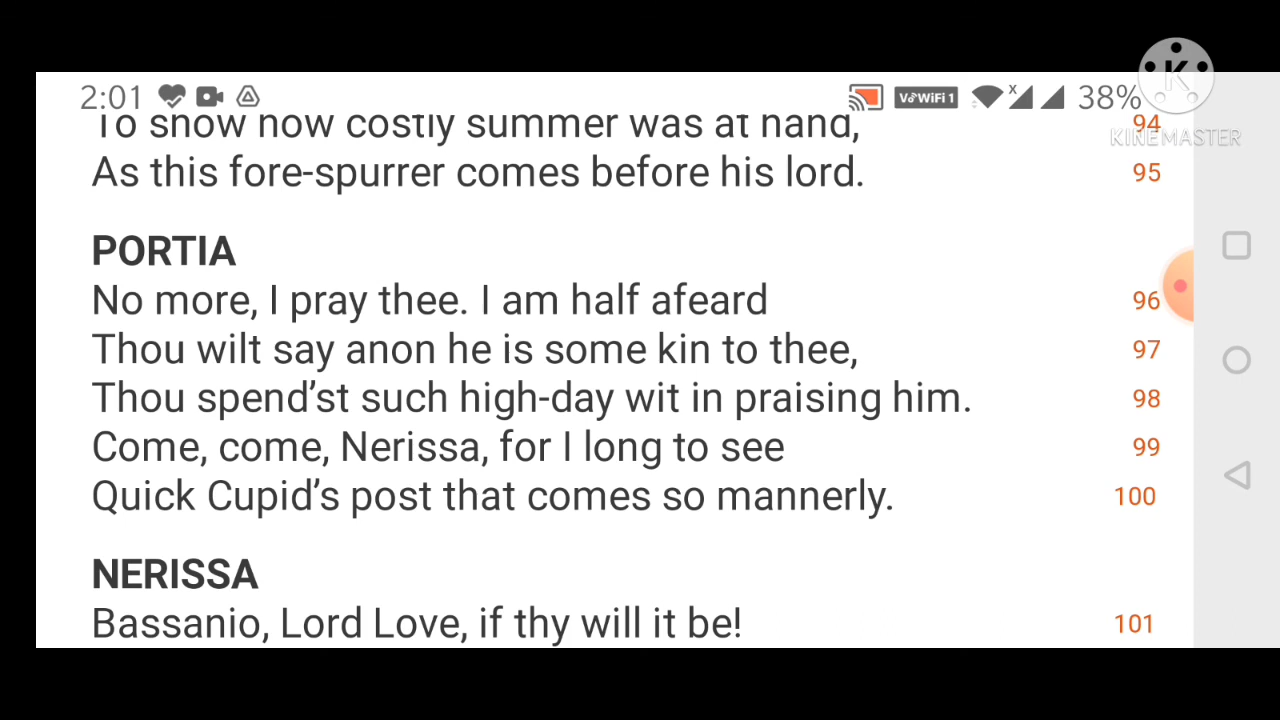 2:01 VoWiFi 1 x 38%
K
KINEMASTER
To show how costly summer was at hand, 94
As this fore-spurrer comes before his lord. 95
PORTIA
No more, I pray thee. I am half afeard 96
Thou wilt say anon he is some kin to thee, 97
Thou spend’st such high-day wit in praising him. 98
Come, come, Nerissa, for I long to see 99
Quick Cupid’s post that comes so mannerly. 100
NERISSA
Bassanio, Lord Love, if thy will it be! 101